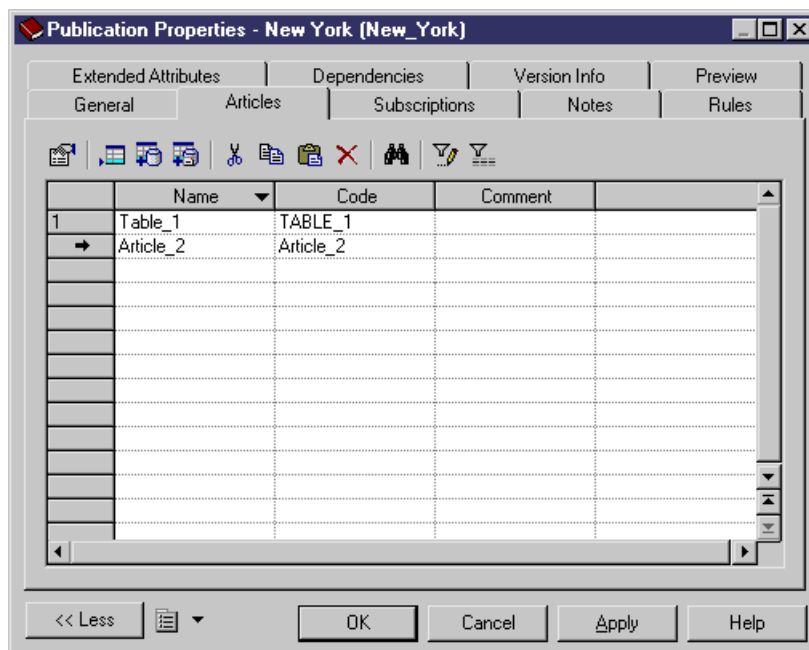 Publication Properties - New York (New_York)
Extended Attributes Dependencies Version Info Preview
General Articles Subscriptions Notes Rules
Name Code Comment
1 Table_1 TABLE_1
Article_2 Article_2
<< Less OK Cancel Apply Help